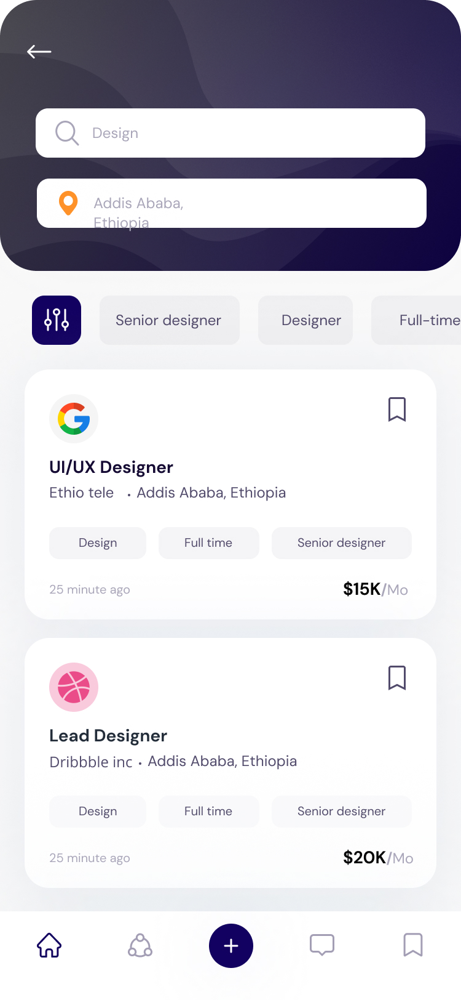 Design
Addis Ababa,
Ethiopia
Senior designer
Designer
Full-time
UI/UX Designer
Ethio tele . Addis Ababa, Ethiopia
Design
Full time
Senior designer
25 minute ago
$15K/Mo
Lead Designer
Dribbble inc . Addis Ababa, Ethiopia
Design
Full time
Senior designer
25 minute ago
$20K/Mo